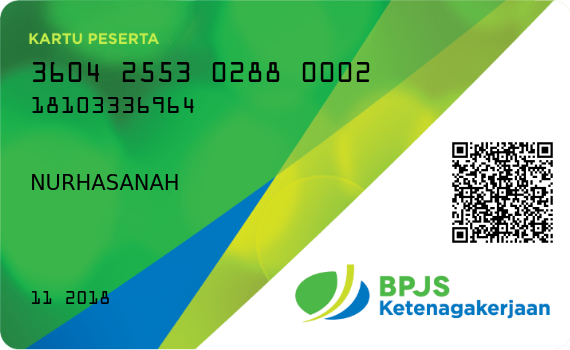 KARTU PESERTA
3604 2553 0288 0002
18103336964
NURHASANAH
11 2018
BPJS
Ketenagakerjaan